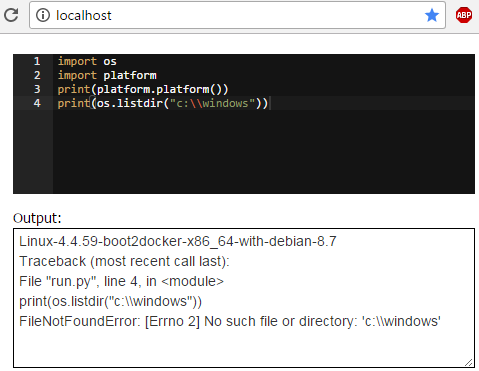 localhost
ABP
1 import os
2 import platform
3 print(platform.platform())
4 print(os.listdir("c:\\windows"))
Output:
Linux-4.4.59-boot2docker-x86_64-with-debian-8.7
Traceback (most recent call last):
File "run.py", line 4, in <module>
print(os.listdir("c:\\windows"))
FileNotFoundError: [Errno 2] No such file or directory: 'c:\\windows'